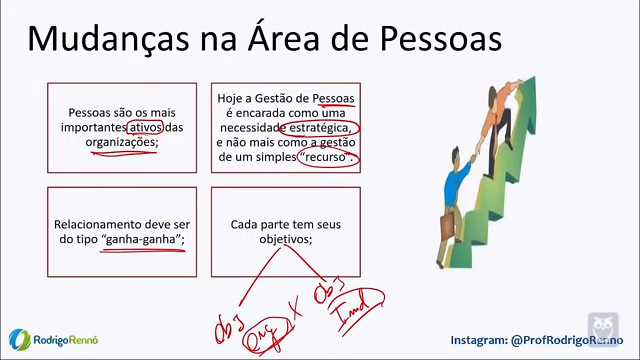 Mudanças na Área de Pessoas
Pessoas são os mais
importantes ativos das
organizações;
Hoje a Gestão de Pessoas
é encarada como uma
necessidade estratégica,
e não mais como a gestão
de um simples "recurso".
Relacionamento deve ser
do tipo "ganha-ganha";
Cada parte tem seus
objetivos;
Obj Org X Obj Ind
RodrigoRennó
Instagram: @ProfRodrigoRenno